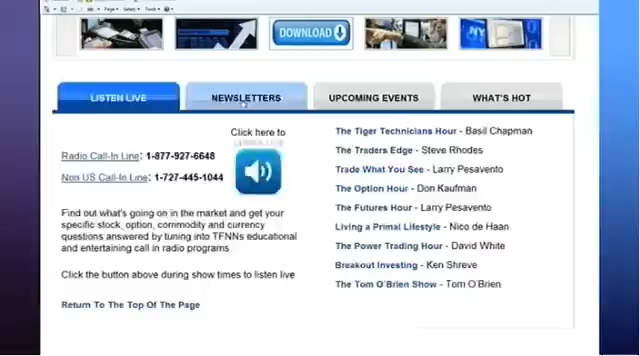 Page Safety Tools
DOWNLOAD
LISTEN LIVE
NEWSLETTERS
UPCOMING EVENTS
WHAT'S HOT
Click here to
LISTEN LIVE
Radio Call-In Line: 1-877-927-6648
Non US Call-In Line: 1-727-445-1044
Find out what's going on in the market and get your
specific stock, option, commodity and currency
questions answered by tuning into TFNNs educational
and entertaining call in radio programs.
Click the button above during show times to listen live
Return To The Top Of The Page
The Tiger Technicians Hour - Basil Chapman
The Traders Edge - Steve Rhodes
Trade What You See - Larry Pesavento
The Option Hour - Don Kaufman
The Futures Hour - Larry Pesavento
Living a Primal Lifestyle - Nico de Haan
The Power Trading Hour - David White
Breakout Investing - Ken Shreve
The Tom O'Brien Show - Tom O'Brien